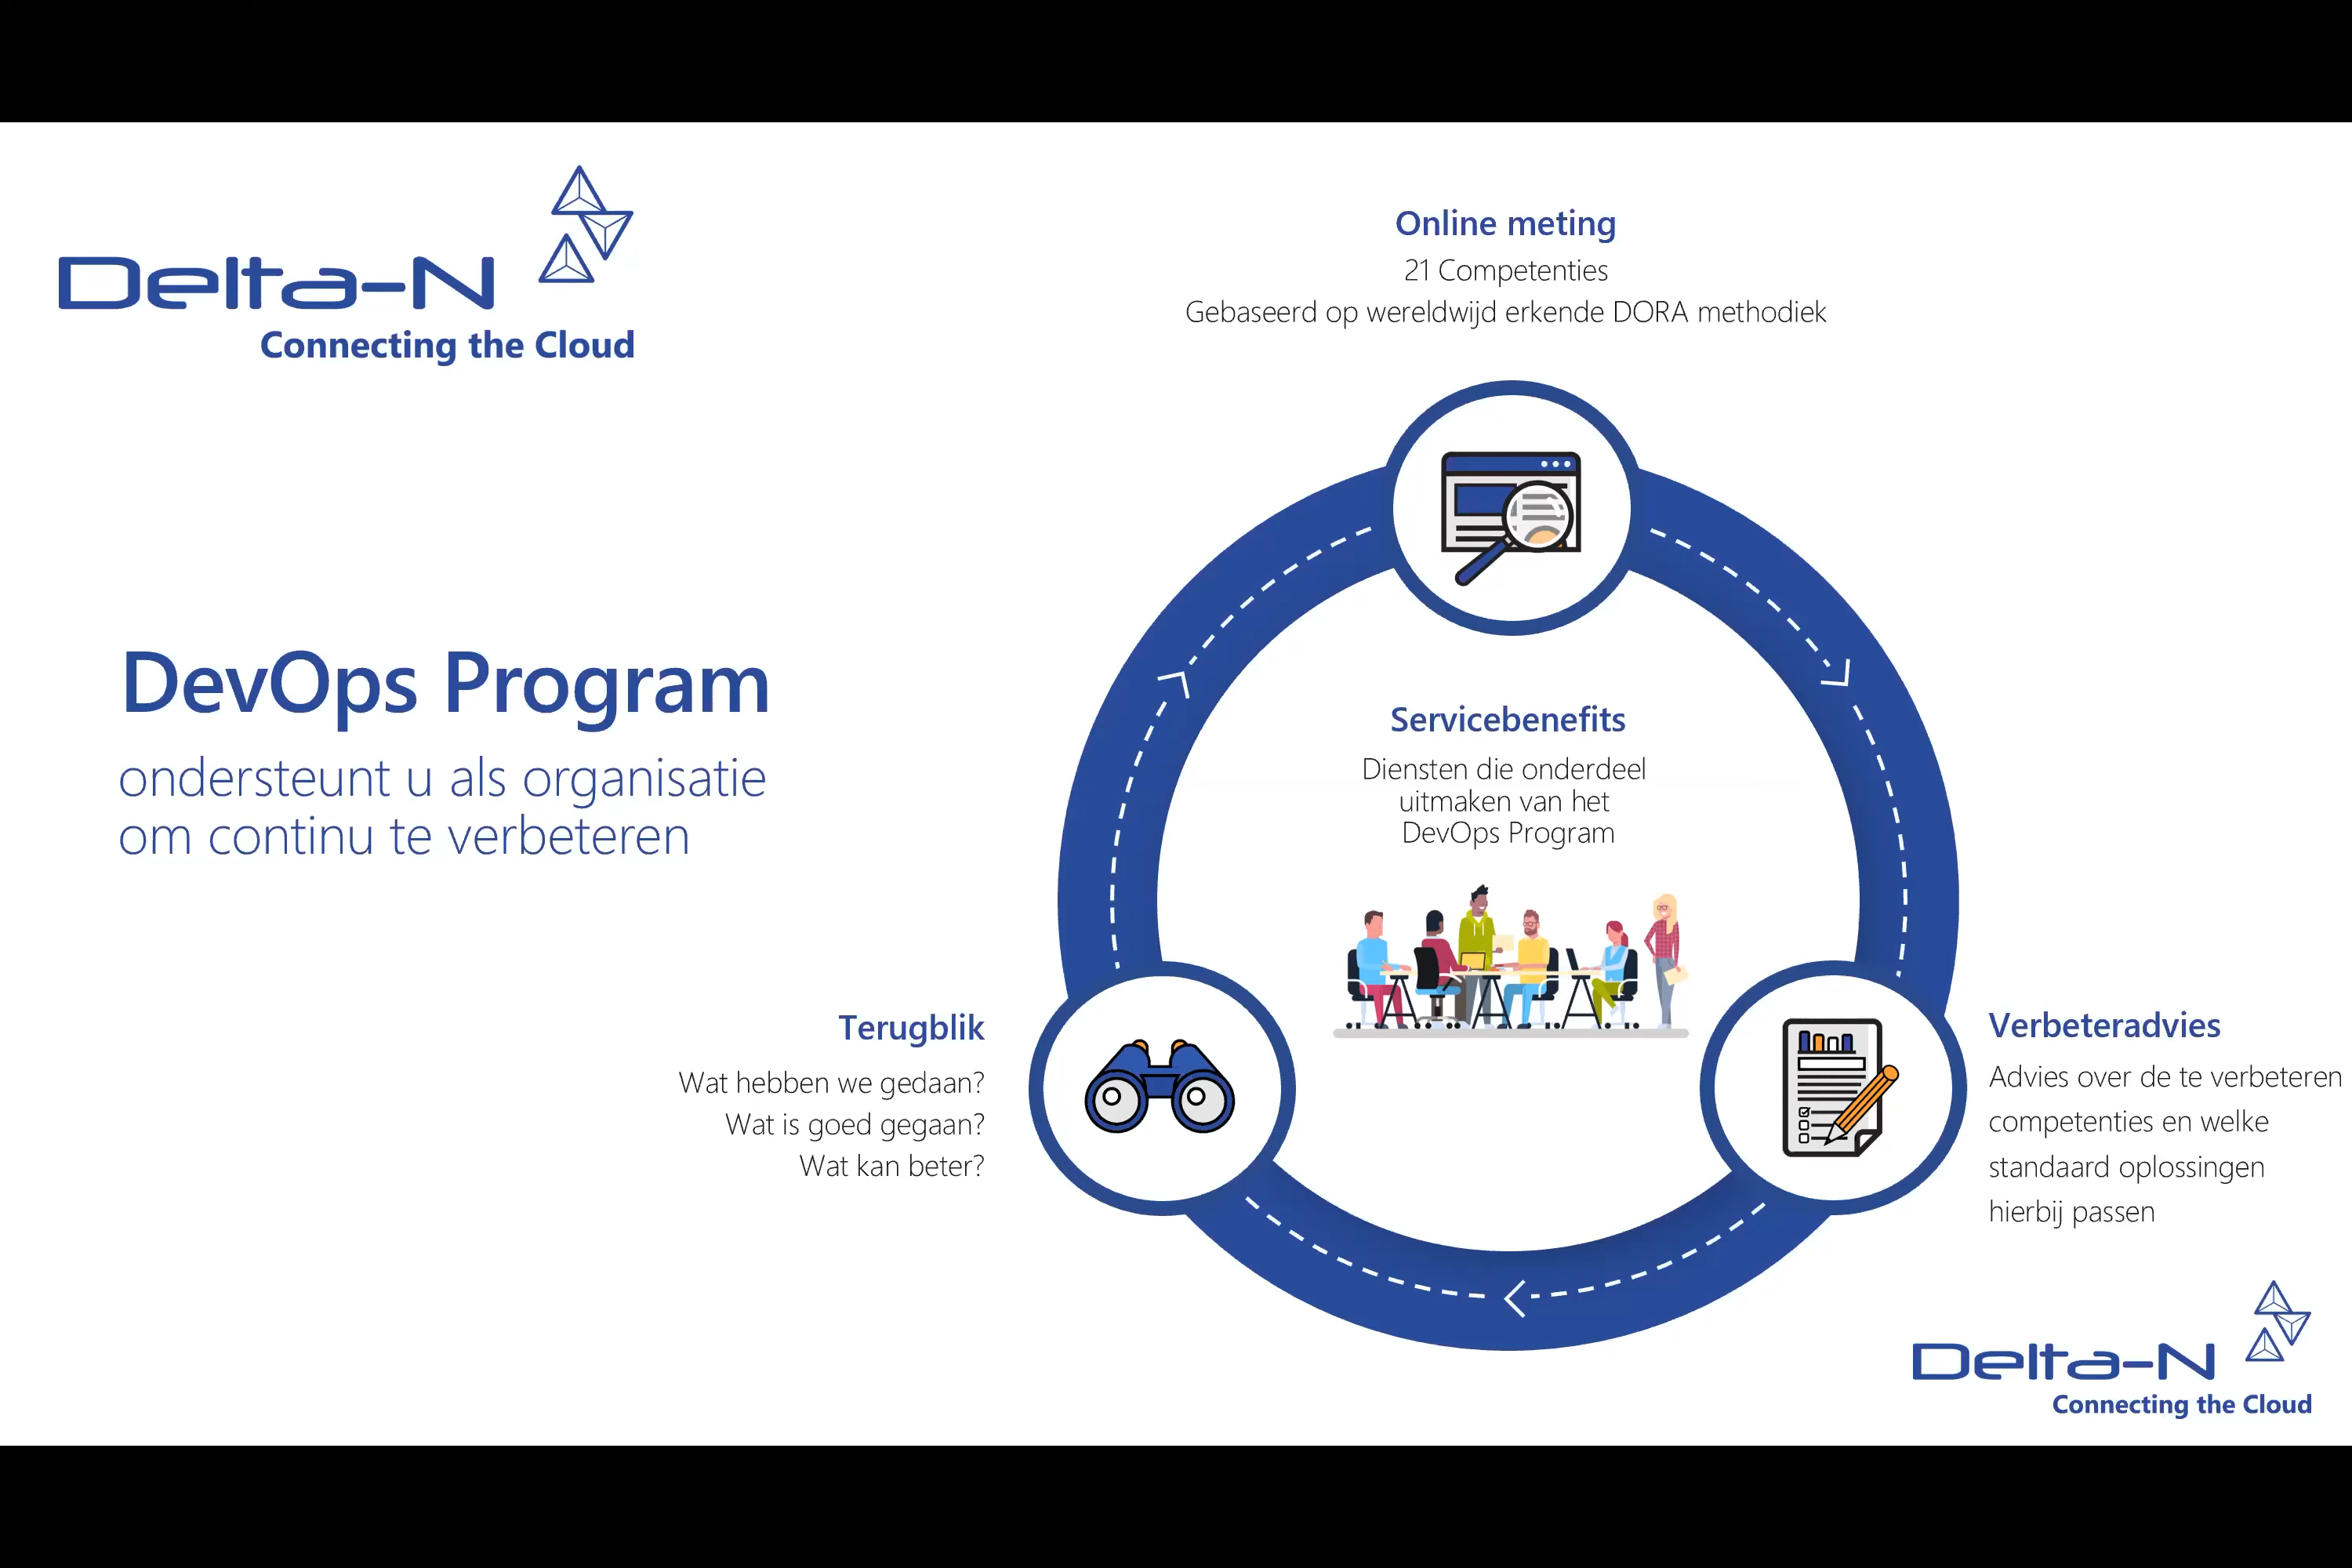 Delta-N
Connecting the Cloud
DevOps Program
ondersteunt u als organisatie
om continu te verbeteren
Online meting
21 Competenties
Gebaseerd op wereldwijd erkende DORA methodiek
Servicebenefits
Diensten die onderdeel
uitmaken van het
DevOps Program
Terugblik
Wat hebben we gedaan?
Wat is goed gegaan?
Wat kan beter?
Verbeteradvies
Advies over de te verbeteren
competenties en welke
standaard oplossingen
hierbij passen
Delta-N
Connecting the Cloud